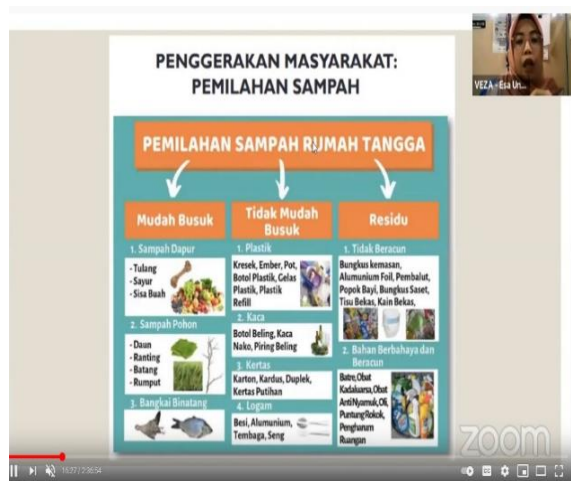 VEZA - Esa Un...
PENGGERAKAN MASYARAKAT:
PEMILAHAN SAMPAH
PEMILAHAN SAMPAH RUMAH TANGGA
Mudah Busuk
1. Sampah Dapur
- Tulang
- Sayur
- Sisa Buah
2. Sampah Pohon
- Daun
- Ranting
- Batang
- Rumput
3. Bangkai Binatang
Tidak Mudah
Busuk
1. Plastik
Kresek, Ember, Pot,
Botol Plastik, Gelas
Plastik, Plastik
Refill
2. Kaca
Botol Beling, Kaca
Nako, Piring Beling
3. Kertas
Karton, Kardus, Duplek,
Kertas Putihan
4. Logam
Besi, Alumunium,
Tembaga, Seng
Residu
1. Tidak Beracun
Bungkus kemasan,
Alumunium Foil, Pembalut,
Popok Bayi, Bungkus Saset,
Tisu Bekas, Kain Bekas,
2. Bahan Berbahaya dan
Beracun
Batre, Obat
Kadaluarsa, Obat
Anti Nyamuk, Oli,
Puntung Rokok,
Pengharum
Ruangan
zoom